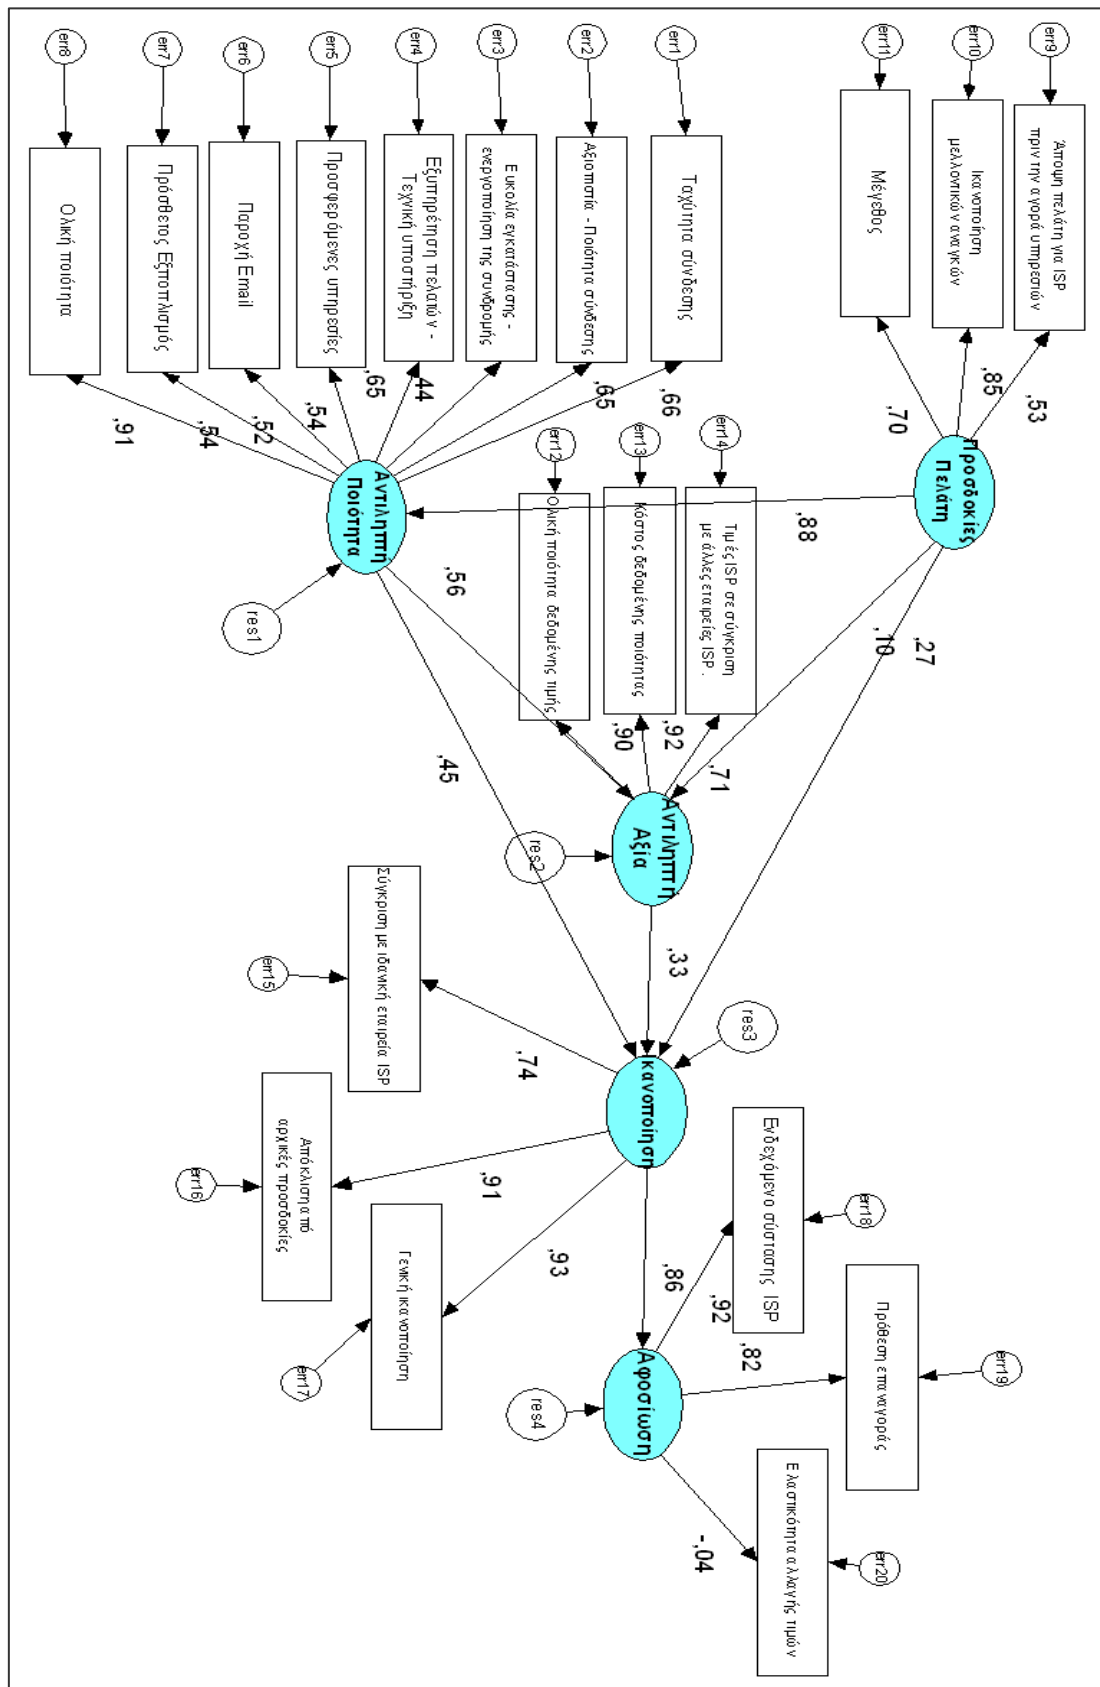 err9
err10
err11
Άποψη πελάτη για ISP
πριν την αγορά υπηρεσιών
Ικανοποίηση
μελλοντικών αναγκών
Μέγεθος
,53
,85
,70
Προσδοκίες
Πελάτη
,88
,10
,27
err1
err2
err3
err4
err5
err6
err7
err8
Ταχύτητα σύνδεσης
Αξιοπιστία - Ποιότητα σύνδεσης
Ευκολία εγκατάστασης -
ενεργοποίηση της συνδρομής
Εξυπηρέτηση πελατών -
Τεχνική υποστήριξη
Προσφερόμενες υπηρεσίες
Παροχή Email
Πρόσθετος Εξοπλισμός
Ολική ποιότητα
,66
,65
,44
,65
,54
,52
,54
,91
Αντιληπτή
Ποιότητα
res1
,56
,45
err14
err13
err12
Τιμές ISP σε σύγκριση
με άλλες εταιρείες ISP .
Κόστος δεδομένης ποιότητας
Ολική ποιότητα δεδομένης τιμής
,71
,92
,90
Αντιληπτή
Αξία
res2
,33
res3
κανοποίηση
err15
Σύγκριση με ιδανική εταιρεία ISP
,74
err16
Απόκλιση από
αρχικές προσδοκίες
,91
err17
Γενική ικανοποίηση
,93
,86
Αφοσίωση
res4
err18
Ενδεχόμενο σύστασης ISP
,92
err19
Πρόθεση επαναγοράς
,82
err20
Ελαστικότητα αλλαγής τιμών
-,04